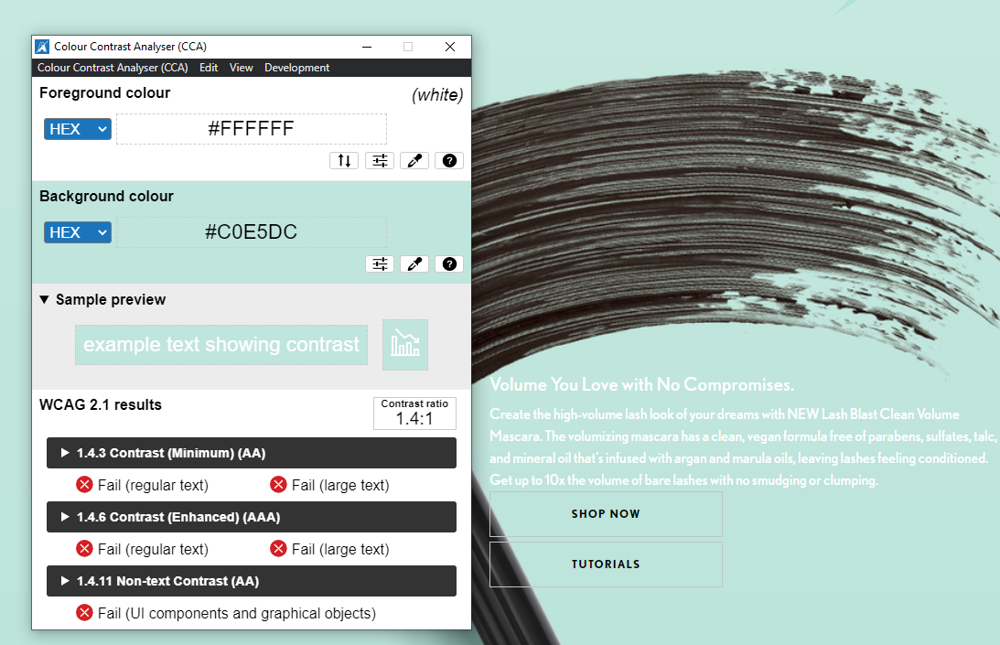 Colour Contrast Analyser (CCA)
Colour Contrast Analyser (CCA) Edit View Development
Foreground colour
(white)
HEX
#FFFFFF
Background colour
HEX
#C0E5DC
Sample preview
example text showing contrast
WCAG 2.1 results
Contrast ratio
1.4:1
1.4.3 Contrast (Minimum) (AA)
Fail (regular text) Fail (large text)
1.4.6 Contrast (Enhanced) (AAA)
Fail (regular text) Fail (large text)
1.4.11 Non-text Contrast (AA)
Fail (UI components and graphical objects)
Volume You Love with No Compromises.
Create the high-volume lash look of your dreams with NEW Lash Blast Clean Volume
Mascara. The volumizing mascara has a clean, vegan formula free of parabens, sulfates, talc,
and mineral oil that's infused with argan and marula oils, leaving lashes feeling conditioned.
Get up to 10x the volume of bare lashes with no smudging or clumping.
SHOP NOW
TUTORIALS